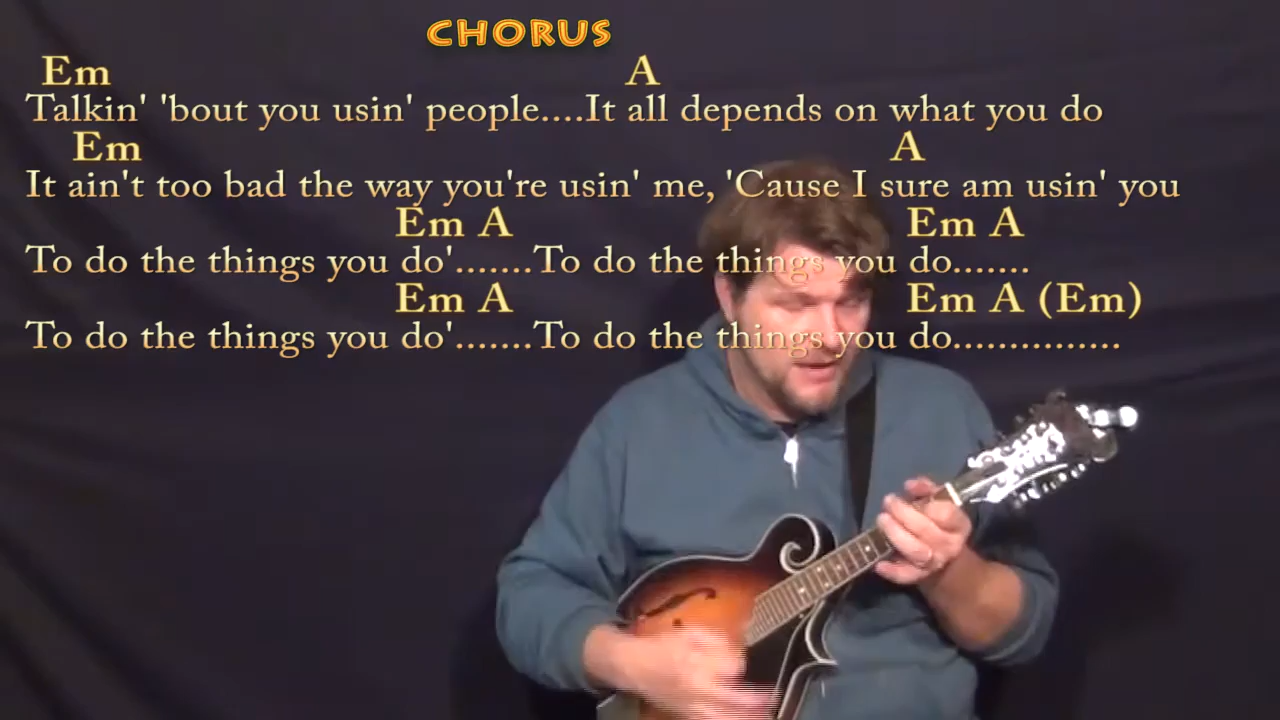 CHORUS
Em A
Talkin' 'bout you usin' people....It all depends on what you do
Em A
It ain't too bad the way you're usin' me, 'Cause I sure am usin' you
Em A Em A
To do the things you do'.......To do the things you do.......
Em A Em A (Em)
To do the things you do'.......To do the things you do...............